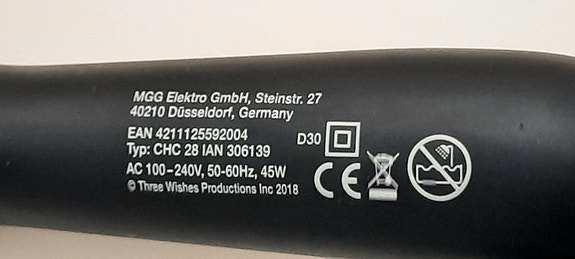 MGG Elektro GmbH, Steinstr. 27
40210 Düsseldorf, Germany
EAN 4211125592004
Typ: CHC 28 IAN 306139
AC 100-240V, 50-60Hz, 45W
© Three Wishes Productions Inc 2018
D30
CE